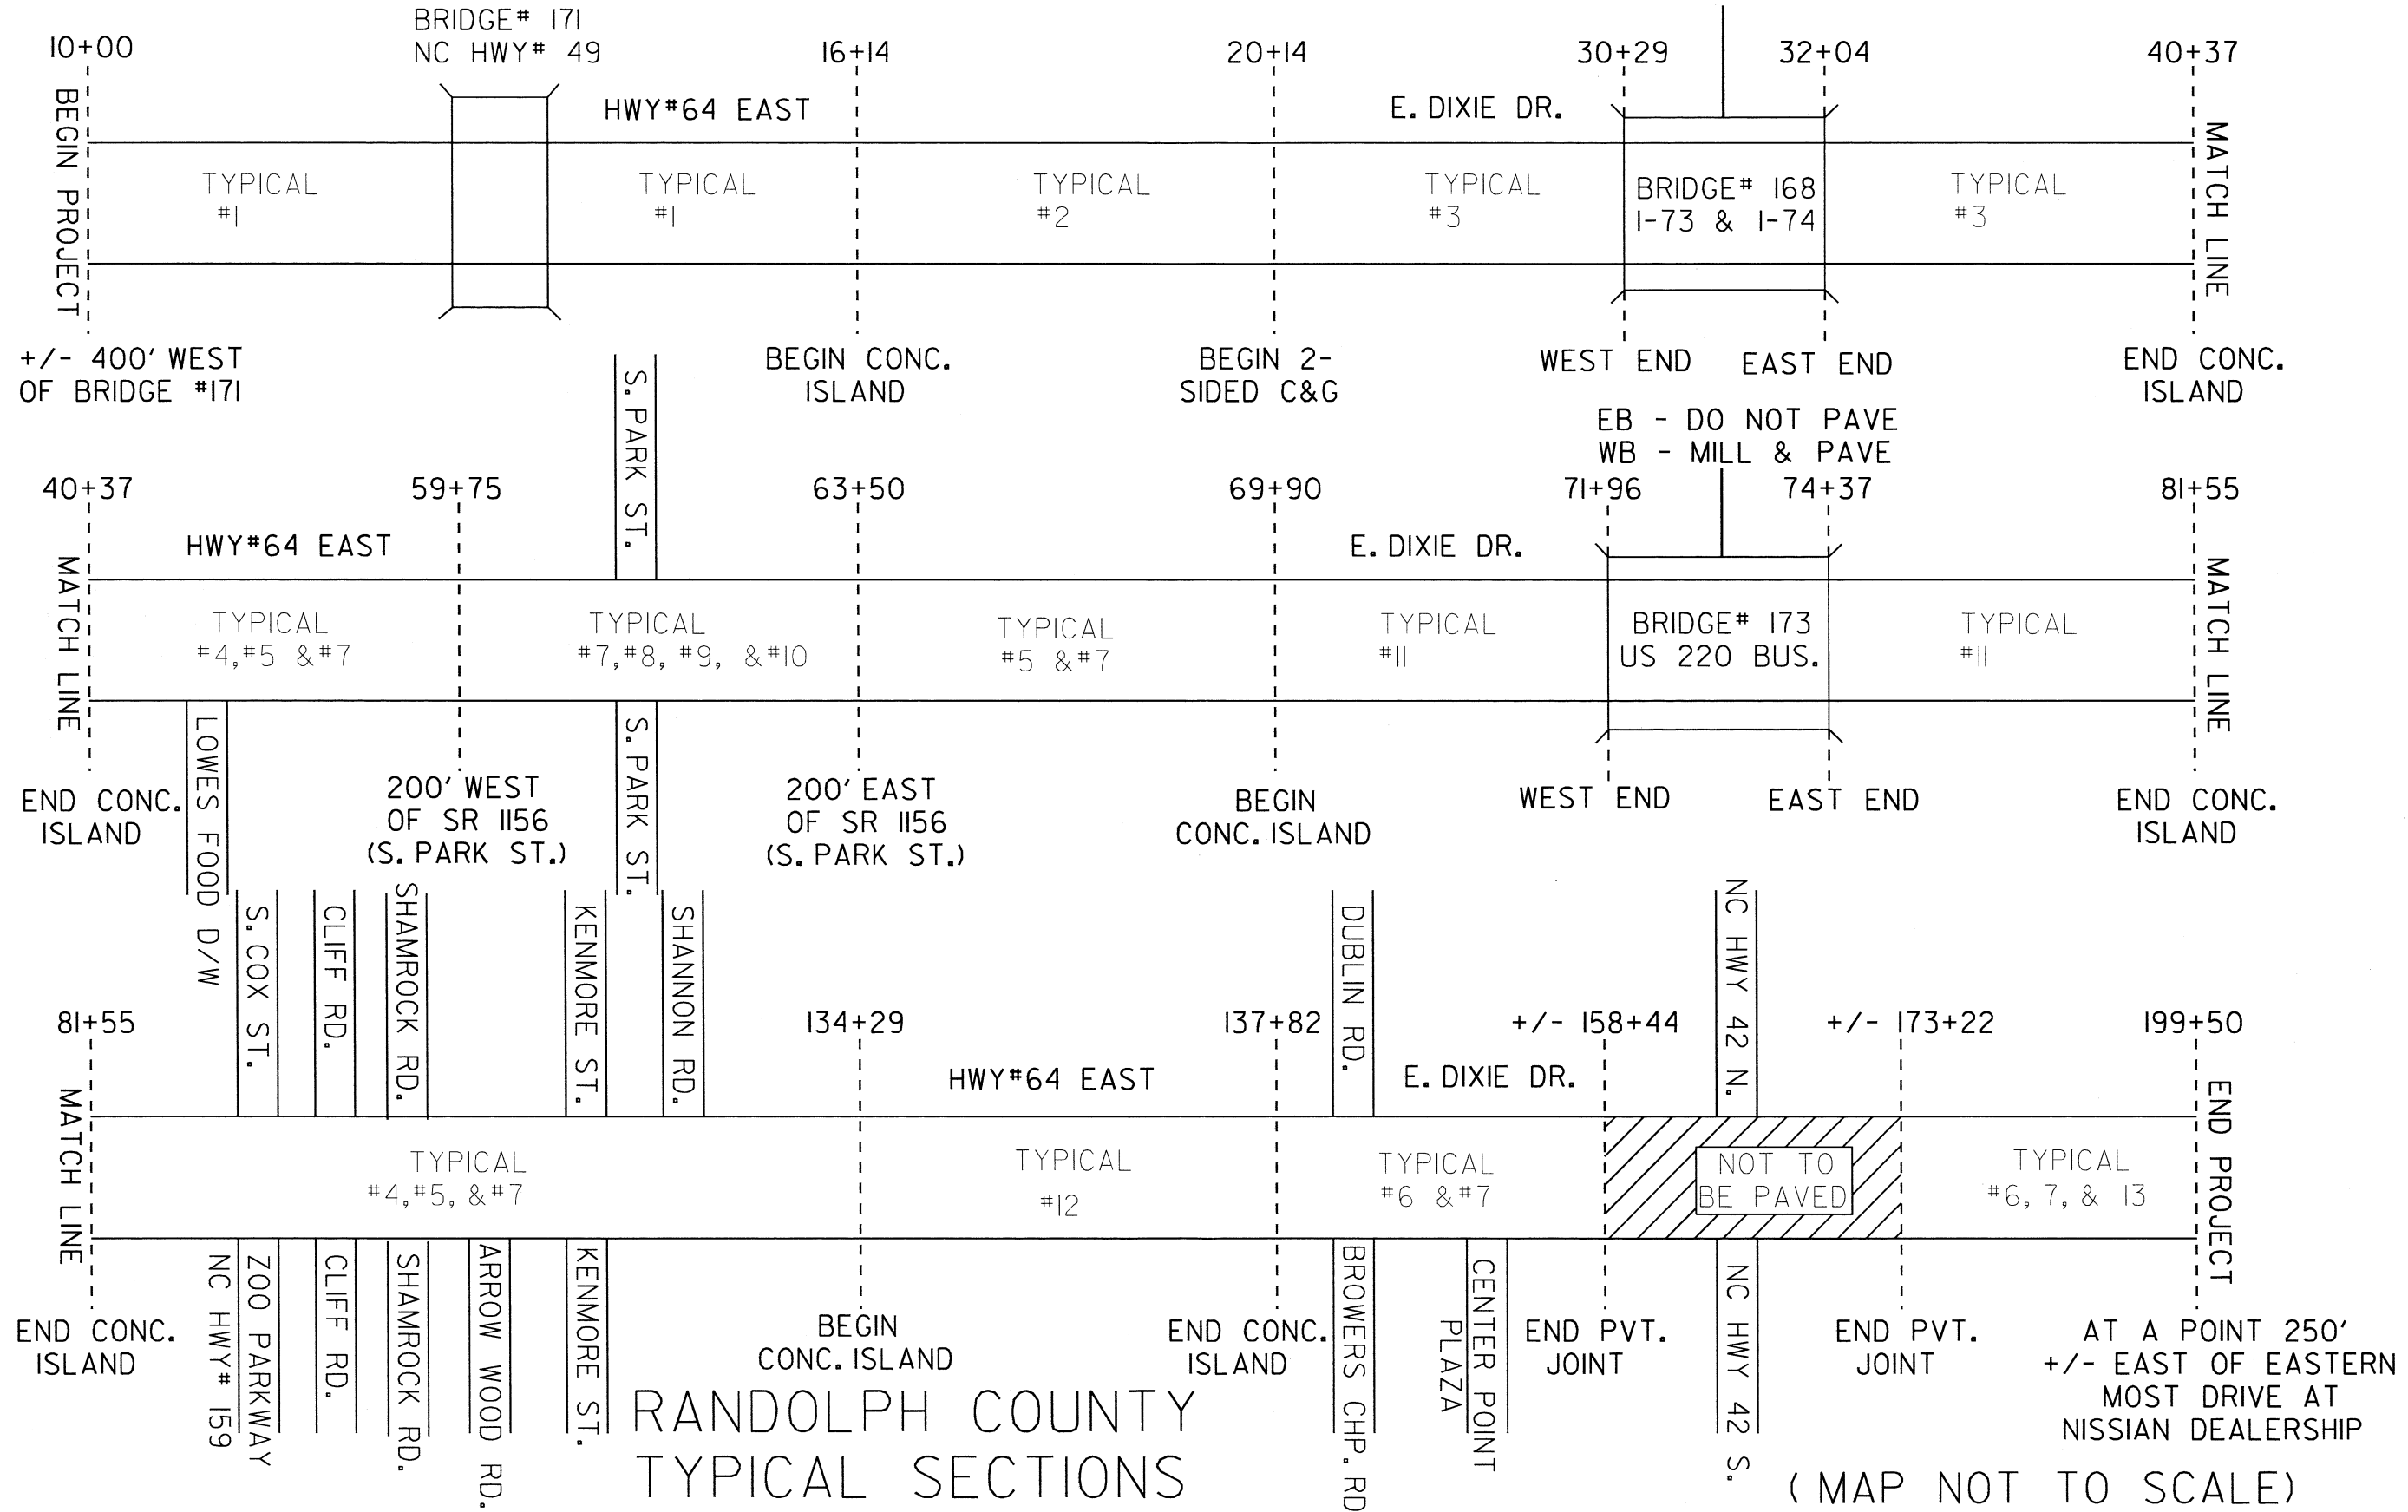 BRIDGE# 171
NC HWY# 49
10+00
16+14
20+14
30+29
32+04
40+37
BEGIN PROJECT
HWY#64 EAST
E. DIXIE DR.
MATCH LINE
TYPICAL
#1
TYPICAL
#1
TYPICAL
#2
TYPICAL
#3
BRIDGE# 168
I-73 & I-74
TYPICAL
#3
+/- 400' WEST
OF BRIDGE #171
BEGIN CONC.
ISLAND
BEGIN 2-
SIDED C&G
WEST END
EAST END
END CONC.
ISLAND
S. PARK ST.
EB - DO NOT PAVE
WB - MILL & PAVE
40+37
59+75
63+50
69+90
71+96
74+37
81+55
MATCH LINE
HWY#64 EAST
E. DIXIE DR.
MATCH LINE
TYPICAL
#4,#5 &#7
TYPICAL
#7,#8, #9, &#10
TYPICAL
#5 &#7
TYPICAL
#11
BRIDGE# 173
US 220 BUS.
TYPICAL
#11
END CONC.
ISLAND
LOWES FOOD D/W
200' WEST
OF SR 1156
(S. PARK ST.)
S. PARK ST.
200' EAST
OF SR 1156
(S. PARK ST.)
BEGIN
CONC. ISLAND
WEST END
EAST END
END CONC.
ISLAND
S. COX ST.
CLIFF RD.
SHAMROCK RD.
KENMORE ST.
SHANNON RD.
DUBLIN RD.
NC HWY 42 N.
81+55
134+29
137+82
+/- 158+44
+/- 173+22
199+50
MATCH LINE
HWY#64 EAST
E. DIXIE DR.
END PROJECT
TYPICAL
#4,#5, &#7
TYPICAL
#12
TYPICAL
#6 &#7
NOT TO
BE PAVED
TYPICAL
#6, 7, & 13
END CONC.
ISLAND
NC HWY# 159
ZOO PARKWAY
CLIFF RD.
SHAMROCK RD.
ARROW WOOD RD.
KENMORE ST.
BEGIN
CONC. ISLAND
END CONC.
ISLAND
BROWERS CHP. RD
CENTER POINT
PLAZA
END PVT.
JOINT
NC HWY 42 S.
END PVT.
JOINT
AT A POINT 250'
+/- EAST OF EASTERN
MOST DRIVE AT
NISSIAN DEALERSHIP
RANDOLPH COUNTY
TYPICAL SECTIONS
(MAP NOT TO SCALE)